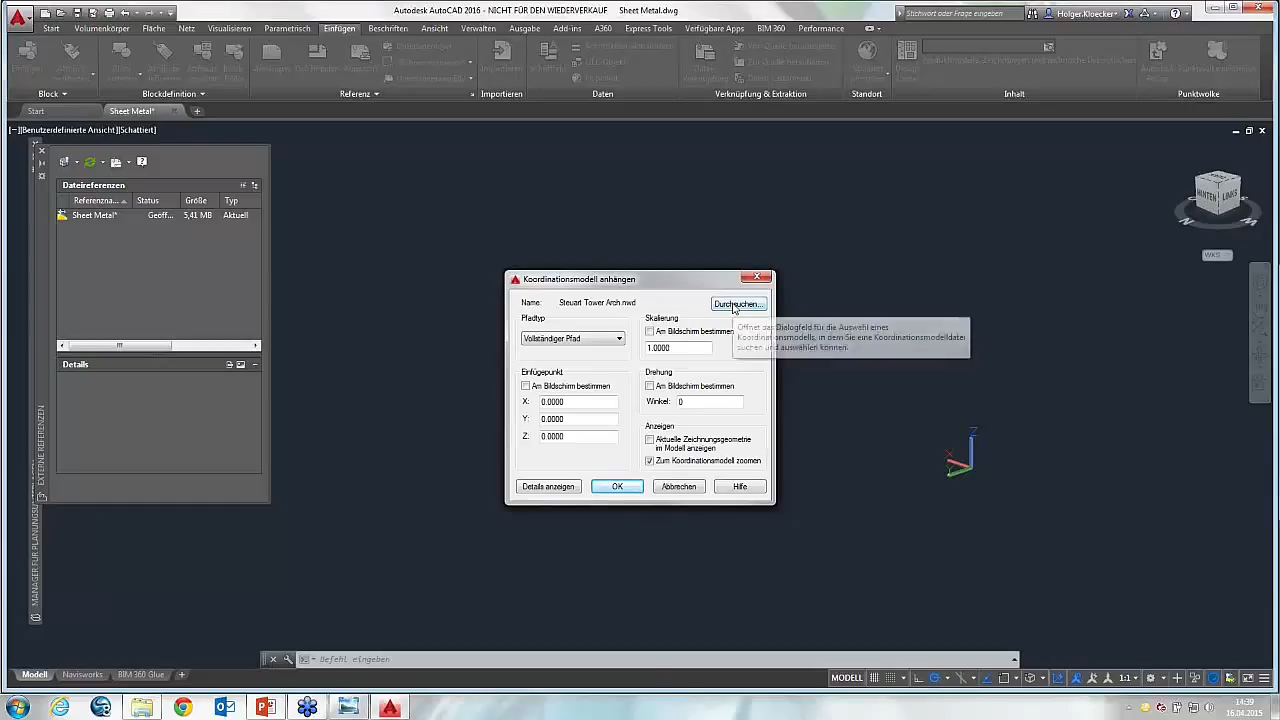 Autodesk AutoCAD 2016 - NICHT FÜR DEN WIEDERVERKAUF Sheet Metal.dwg
Stichwort oder Frage eingeben
Holger.Kloecker
Start Volumenkörper Fläche Netz Visualisieren Parametrisch Einfügen Beschriften Ansicht Verwalten Ausgabe Add-ins A360 Express Tools Verfügbare Apps BIM 360 Performance
Block Blockdefinition Referenz Importieren Daten Verknüpfung & Extraktion Standort Inhalt Punktwolke
Start Sheet Metal*
[−][Benutzerdefinierte Ansicht][Schattiert]
Dateireferenzen
Referenzna... Status Größe Typ
Sheet Metal* Geöff... 5,41 MB Aktuell
Details
EXTERNE REFERENZEN
HINTEN LINKS
WKS
Koordinationsmodell anhängen
Name: Steuart Tower Arch.nwd Durchsuchen...
Pfadtyp
Vollständiger Pfad
Skalierung
Am Bildschirm bestimmen
1.0000
Öffnet das Dialogfeld für die Auswahl eines
Koordinationsmodells, in dem Sie eine Koordinationsmodelldatei
suchen und auswählen können.
Einfügepunkt
Am Bildschirm bestimmen
X: 0.0000
Y: 0.0000
Z: 0.0000
Drehung
Am Bildschirm bestimmen
Winkel: 0
Anzeigen
Aktuelle Zeichnungsgeometrie
im Modell anzeigen
Zum Koordinationsmodell zoomen
Details anzeigen OK Abbrechen Hilfe
Z
X
Y
Befehl eingeben
Modell Navisworks BIM 360 Glue
MODELL 1:1
14:39
16.04.2015